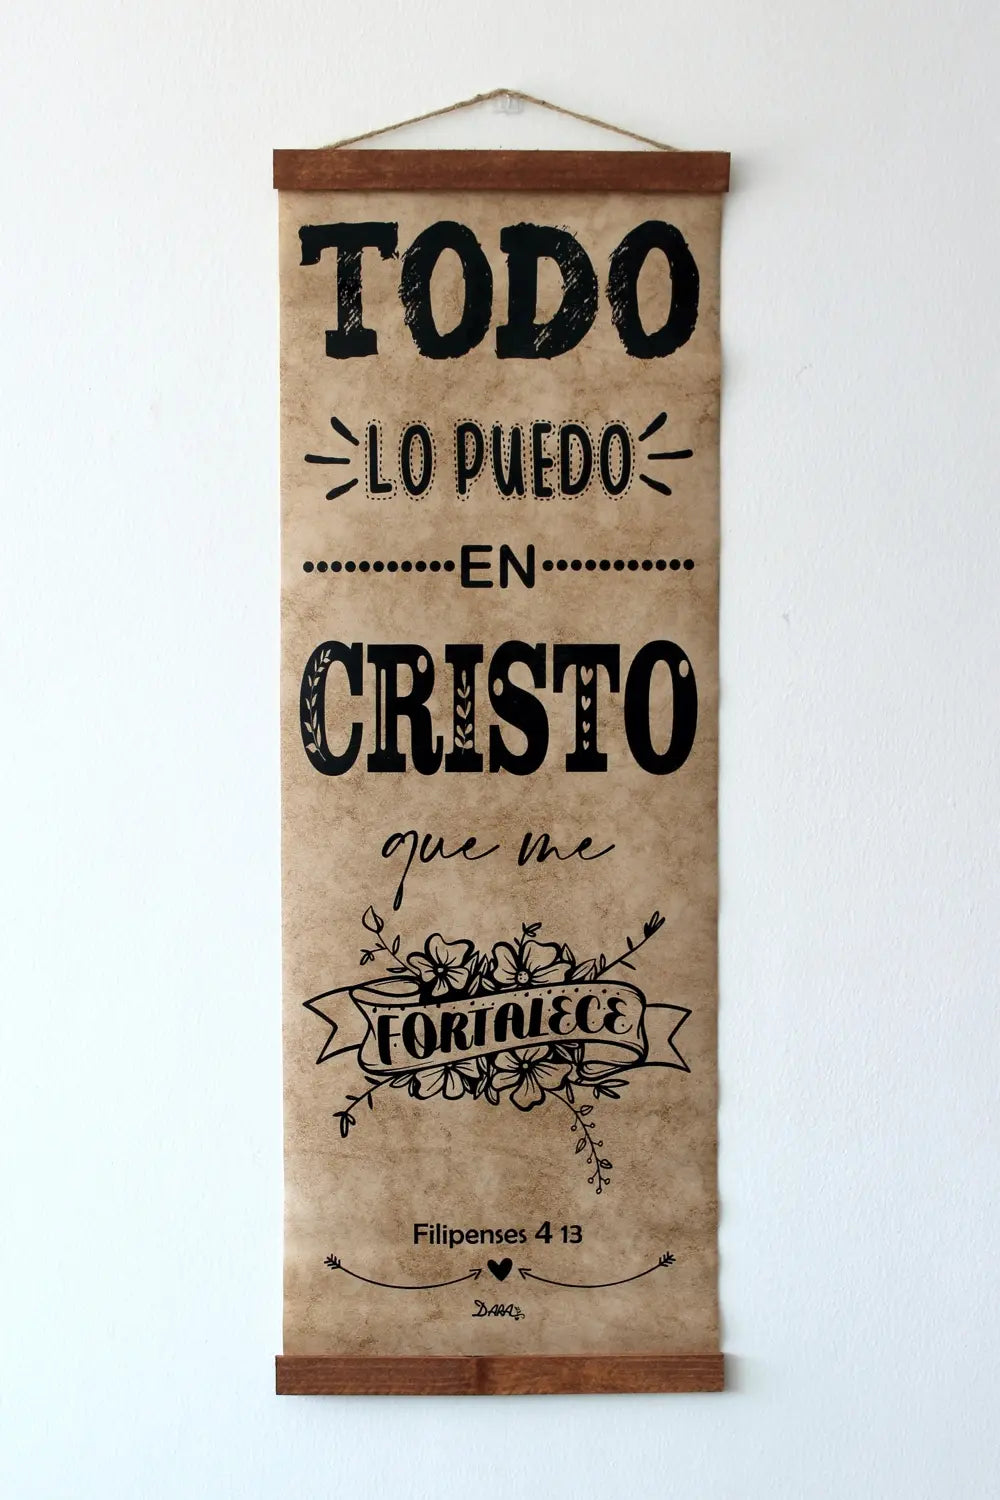 TODO
LO PUEDO
EN
CRISTO
que me
FORTALECE
Filipenses 4 13